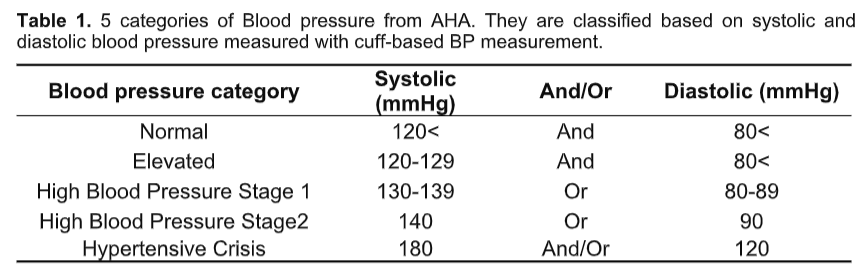 Table 1. 5 categories of Blood pressure from AHA. They are classified based on systolic and
diastolic blood pressure measured with cuff-based BP measurement.
Blood pressure category Systolic (mmHg) And/Or Diastolic (mmHg)
Normal 120< And 80<
Elevated 120-129 And 80<
High Blood Pressure Stage 1 130-139 Or 80-89
High Blood Pressure Stage2 140 Or 90
Hypertensive Crisis 180 And/Or 120